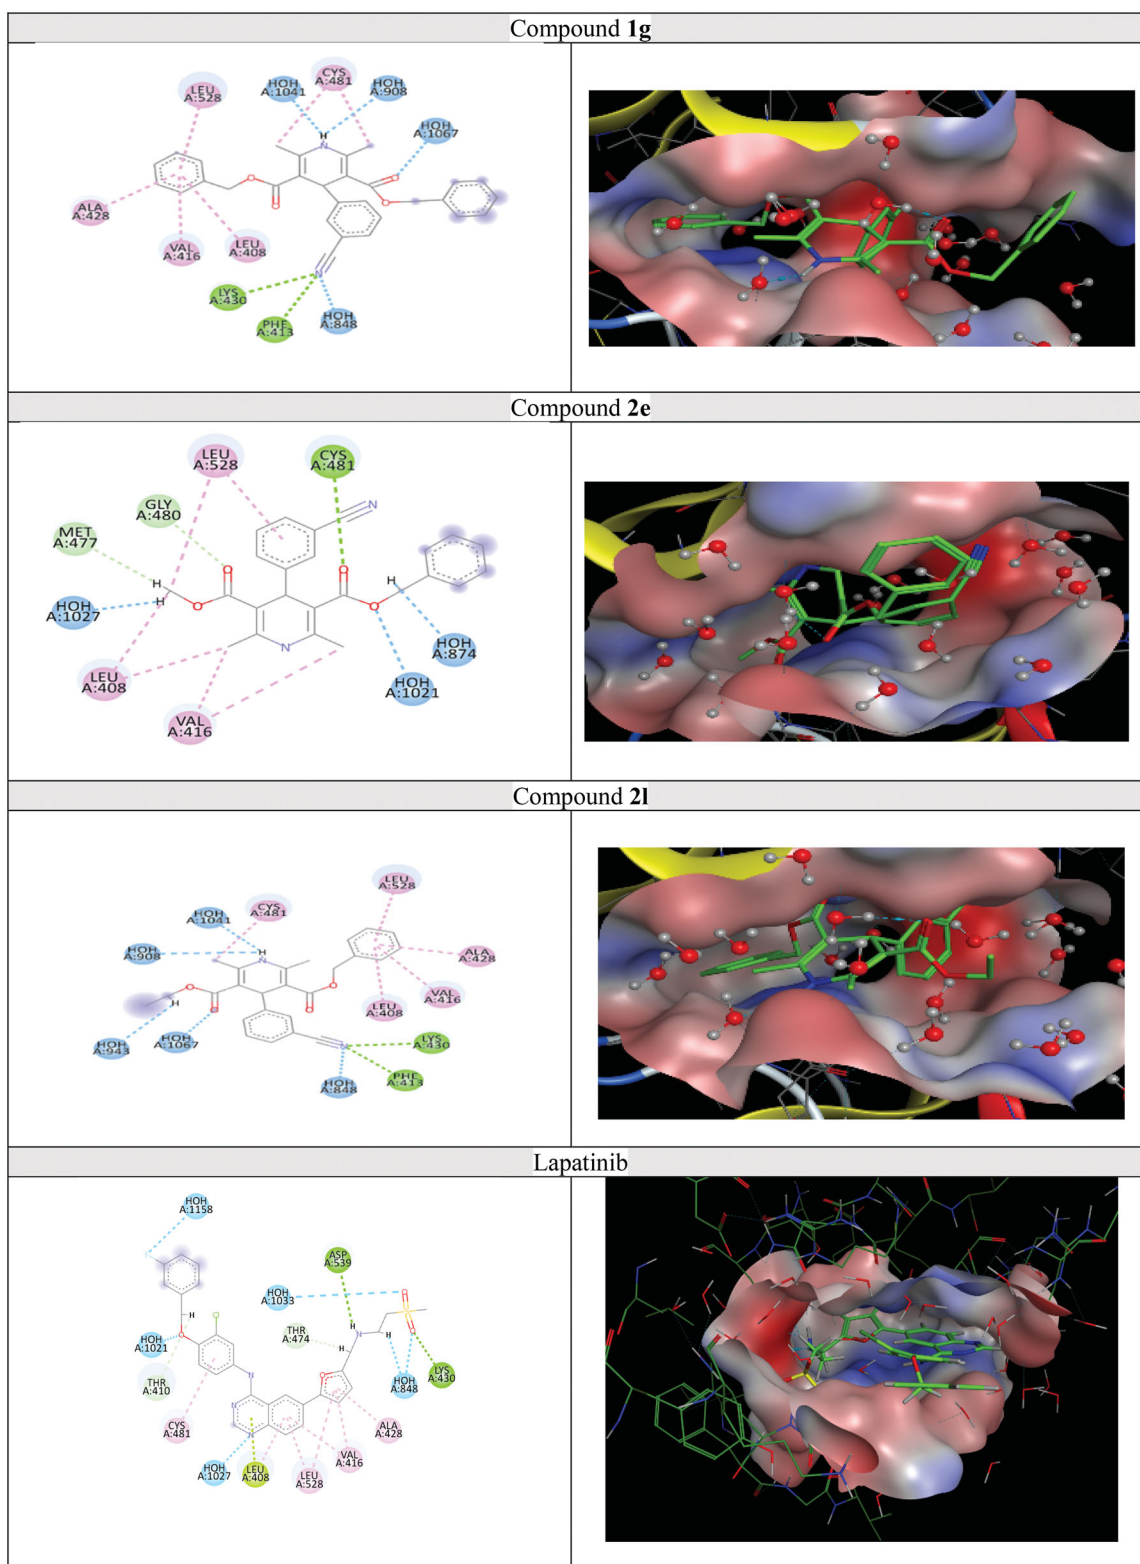 Compound 1g
LEU
A:528
HOH
A:1041
CYS
A:481
HOH
A:908
HOH
A:1067
H
N
O
O
O
O
ALA
A:428
VAL
A:416
LEU
A:408
LYS
A:430
PHE
A:413
HOH
A:848
N
Compound 2e
LEU
A:528
CYS
A:481
GLY
A:480
MET
A:477
N
H
H
O
O
O
O
H
HOH
A:1027
HOH
A:874
LEU
A:408
N
HOH
A:1021
VAL
A:416
Compound 2l
LEU
A:528
HOH
A:1041
CYS
A:481
HOH
A:908
H
N
ALA
A:428
O
O
O
O
H
VAL
A:416
LEU
A:408
HOH
A:943
HOH
A:1067
LYS
A:430
N
PHE
A:413
HOH
A:848
Lapatinib
HOH
A:1158
ASP
A:539
HOH
A:1033
H
HOH
A:1021
THR
A:474
H
N
H
O
THR
A:410
LYS
A:430
HOH
A:848
CYS
A:481
N
O
ALA
A:428
VAL
A:416
HOH
A:1027
LEU
A:408
LEU
A:528